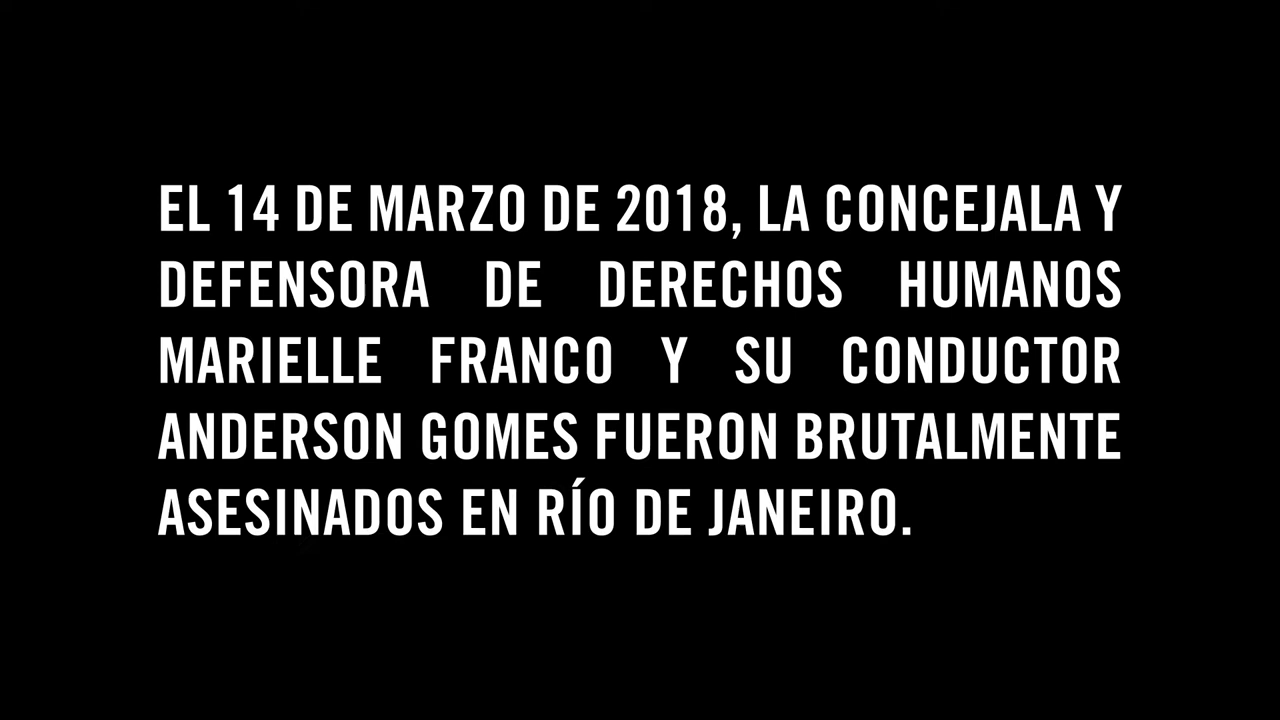 EL 14 DE MARZO DE 2018, LA CONCEJALA Y
DEFENSORA DE DERECHOS HUMANOS
MARIELLE FRANCO Y SU CONDUCTOR
ANDERSON GOMES FUERON BRUTALMENTE
ASESINADOS EN RÍO DE JANEIRO.